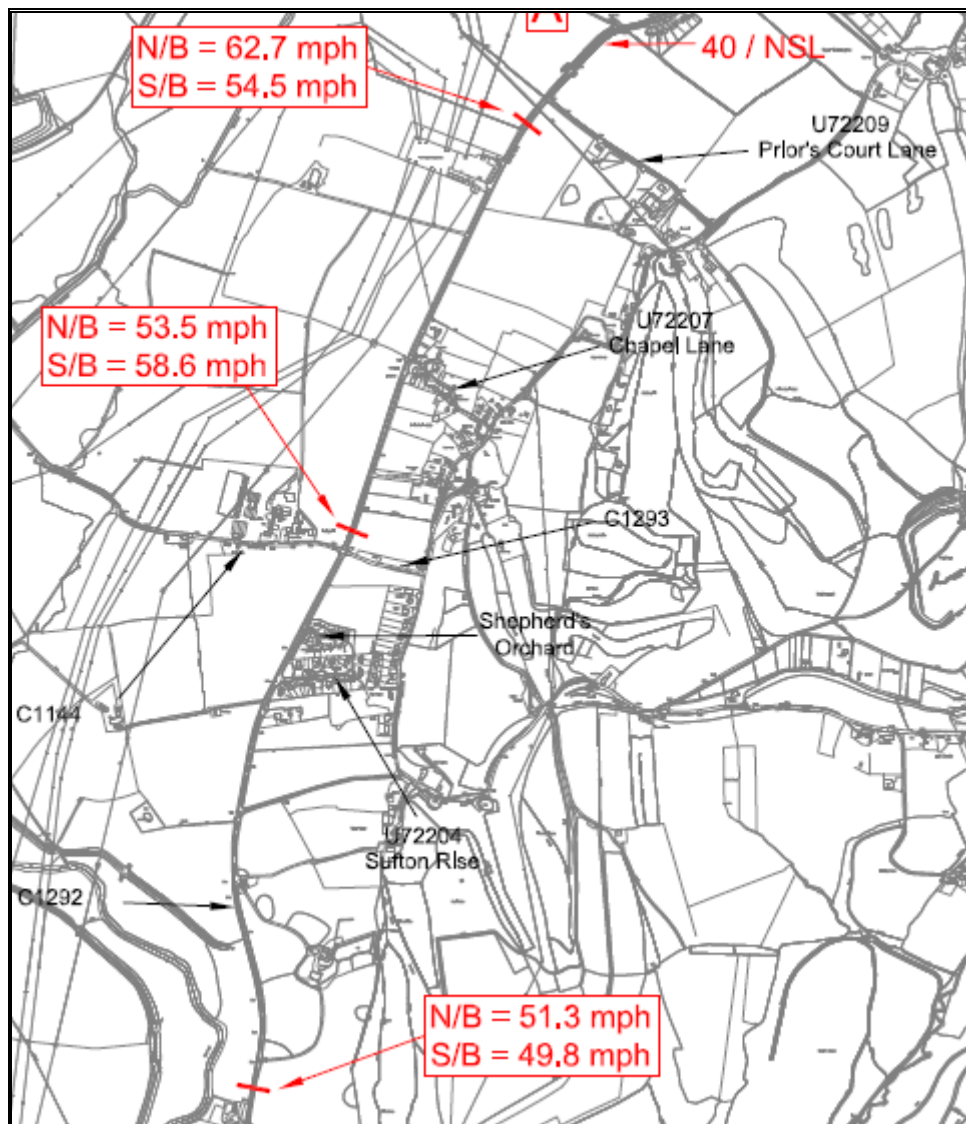 A
N/B = 62.7 mph
S/B = 54.5 mph
40 / NSL
U72209
Prior's Court Lane
N/B = 53.5 mph
S/B = 58.6 mph
U72207
Chapel Lane
C1293
Shepherd's
Orchard
C1144
U72204
Sufton Rise
C1292
N/B = 51.3 mph
S/B = 49.8 mph